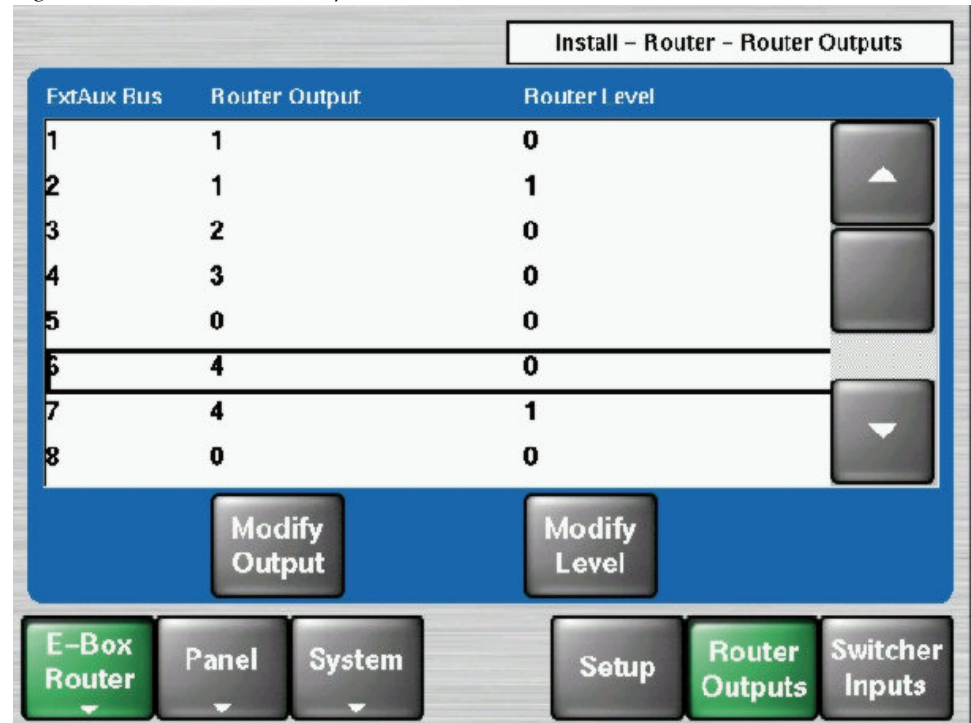 Install – Router – Router Outputs
ExtAux Bus Router Output Router Level
1 1 0
2 1 1
3 2 0
4 3 0
5 0 0
6 4 0
7 4 1
8 0 0
Modify Output
Modify Level
E-Box Router
Panel
System
Setup
Router Outputs
Switcher Inputs